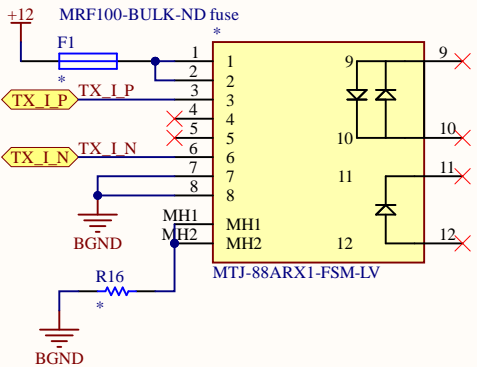 +12 MRF100-BULK-ND fuse
*
F1
*
1 1
2 2
TX_I_P TX_I_P 3 3
4 4
5 5
TX_I_N TX_I_N 6 6
7 7
8 8
MH1 MH1
MH2 MH2
9 9
10 10
11 11
12 12
MTJ-88ARX1-FSM-LV
BGND
R16
*
BGND